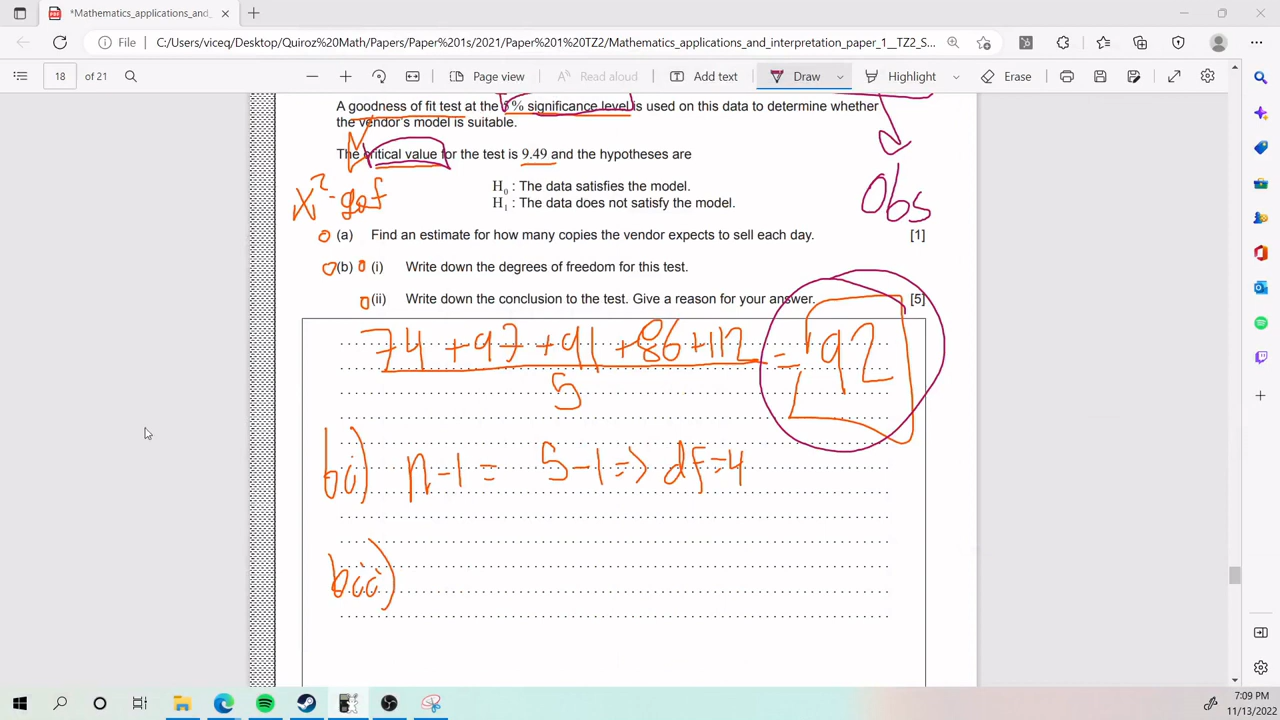 *Mathematics_applications_and_
File C:/Users/viceq/Desktop/Quiroz%20Math/Papers/Paper%201s/2021/Paper%201%20TZ2/Mathematics_applications_and_interpretation_paper_1__TZ2_S...
18 of 21 Page view Read aloud Add text Draw Highlight Erase
A goodness of fit test at the 5% significance level is used on this data to determine whether
the vendor's model is suitable.
The critical value for the test is 9.49 and the hypotheses are
H0 : The data satisfies the model.
H1 : The data does not satisfy the model.
X² - gof
Obs
(a) Find an estimate for how many copies the vendor expects to sell each day. [1]
(b) (i) Write down the degrees of freedom for this test.
(ii) Write down the conclusion to the test. Give a reason for your answer. [5]
74 + 97 + 91 + 86 + 112 = 92
5
bi) n-1 = 5-1 => df=4
bii)
7:09 PM
11/13/2022